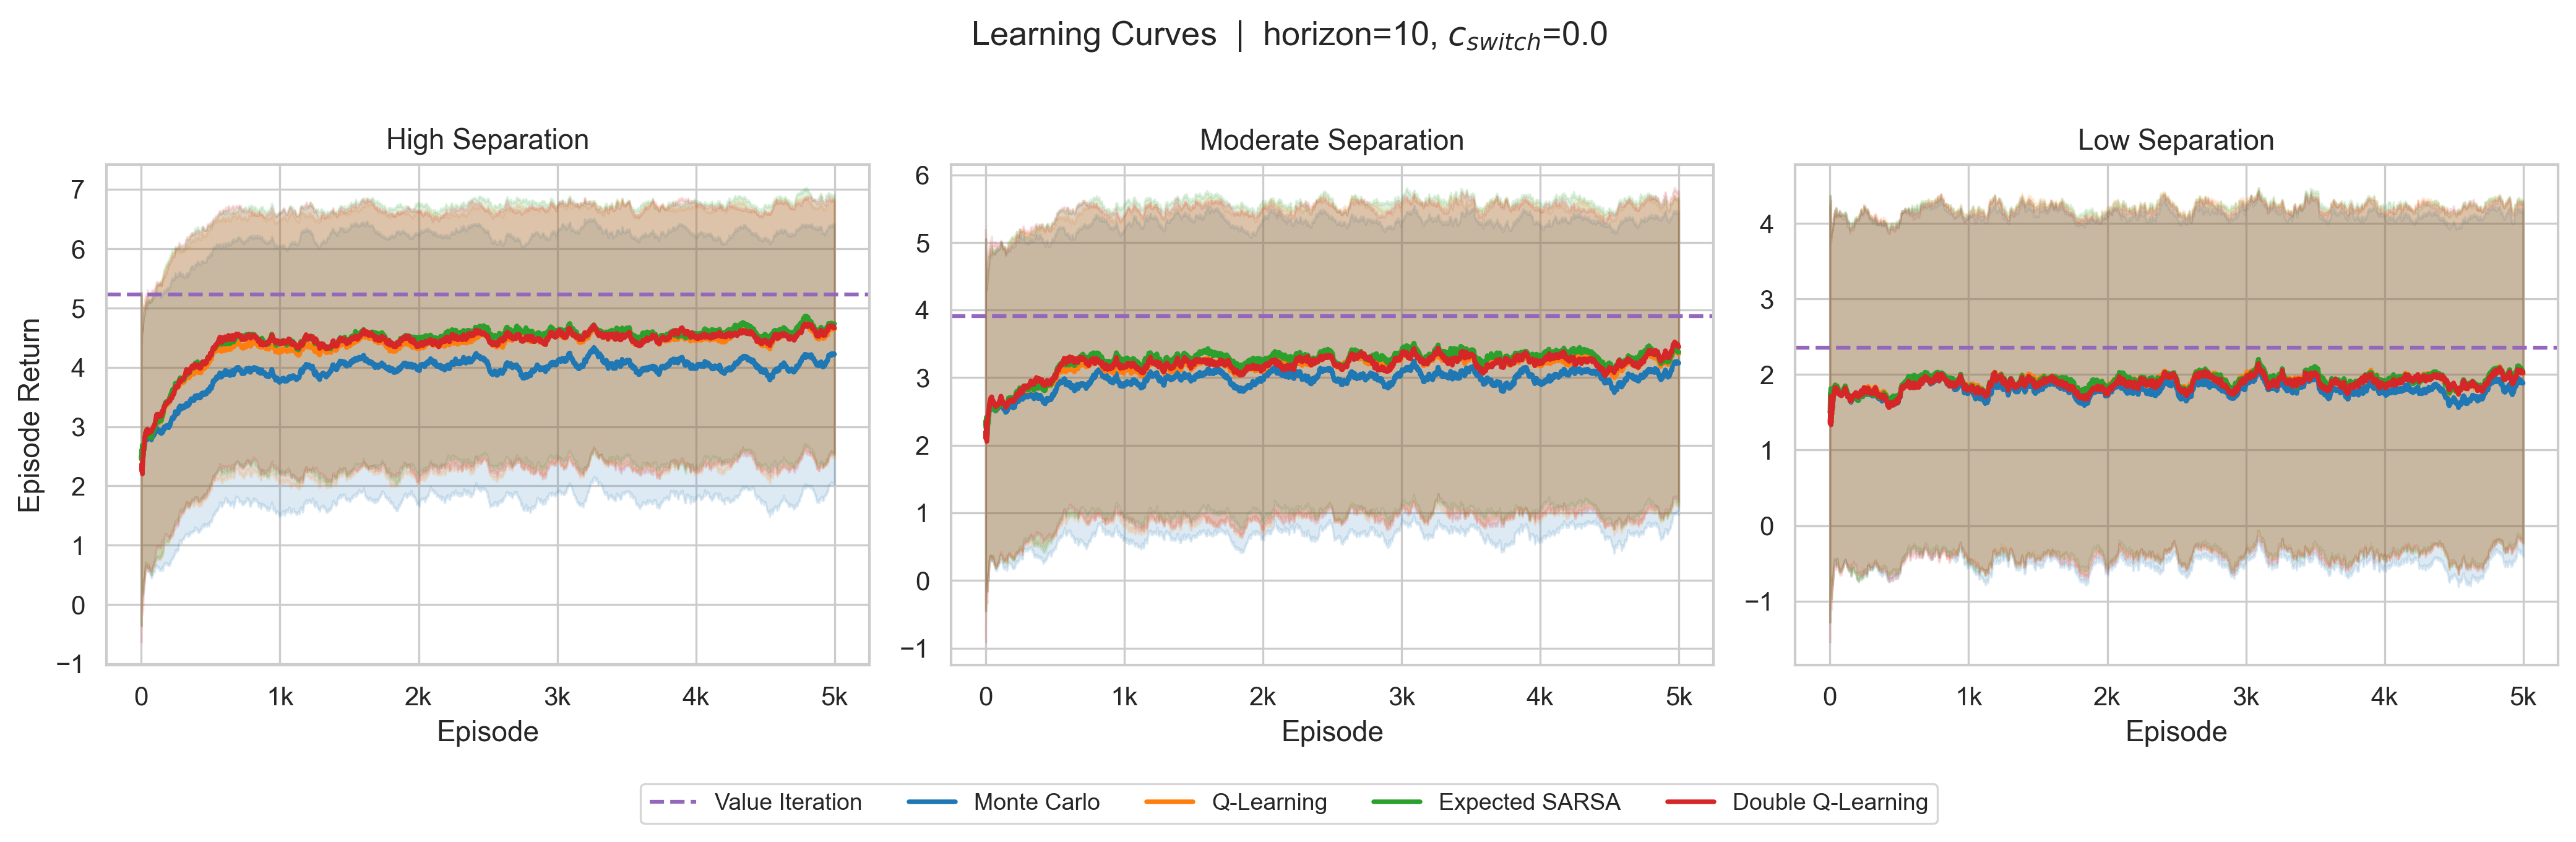 Learning Curves | horizon=10, c_switch=0.0
High Separation
Moderate Separation
Low Separation
Episode Return
7
6
5
4
3
2
1
0
−1
0 1k 2k 3k 4k 5k
Episode
6
5
4
3
2
1
0
−1
0 1k 2k 3k 4k 5k
Episode
4
3
2
1
0
−1
0 1k 2k 3k 4k 5k
Episode
Value Iteration Monte Carlo Q-Learning Expected SARSA Double Q-Learning